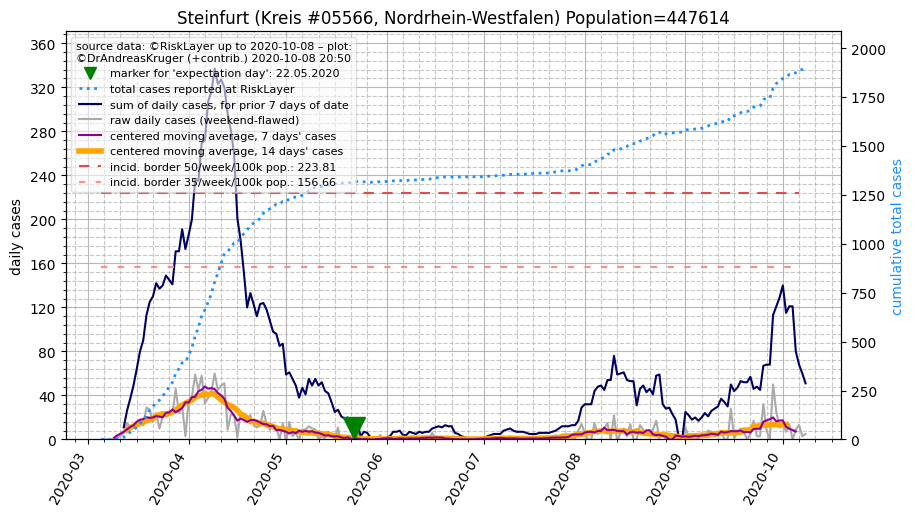 Steinfurt (Kreis #05566, Nordrhein-Westfalen) Population=447614
source data: ©RiskLayer up to 2020-10-08 – plot:
©DrAndreasKruger (+contrib.) 2020-10-08 20:50
marker for 'expectation day': 22.05.2020
total cases reported at RiskLayer
sum of daily cases, for prior 7 days of date
raw daily cases (weekend-flawed)
centered moving average, 7 days' cases
centered moving average, 14 days' cases
incid. border 50/week/100k pop.: 223.81
incid. border 35/week/100k pop.: 156.66
daily cases
360
320
280
240
200
160
120
80
40
0
cumulative total cases
2000
1750
1500
1250
1000
750
500
250
0
2020-03
2020-04
2020-05
2020-06
2020-07
2020-08
2020-09
2020-10